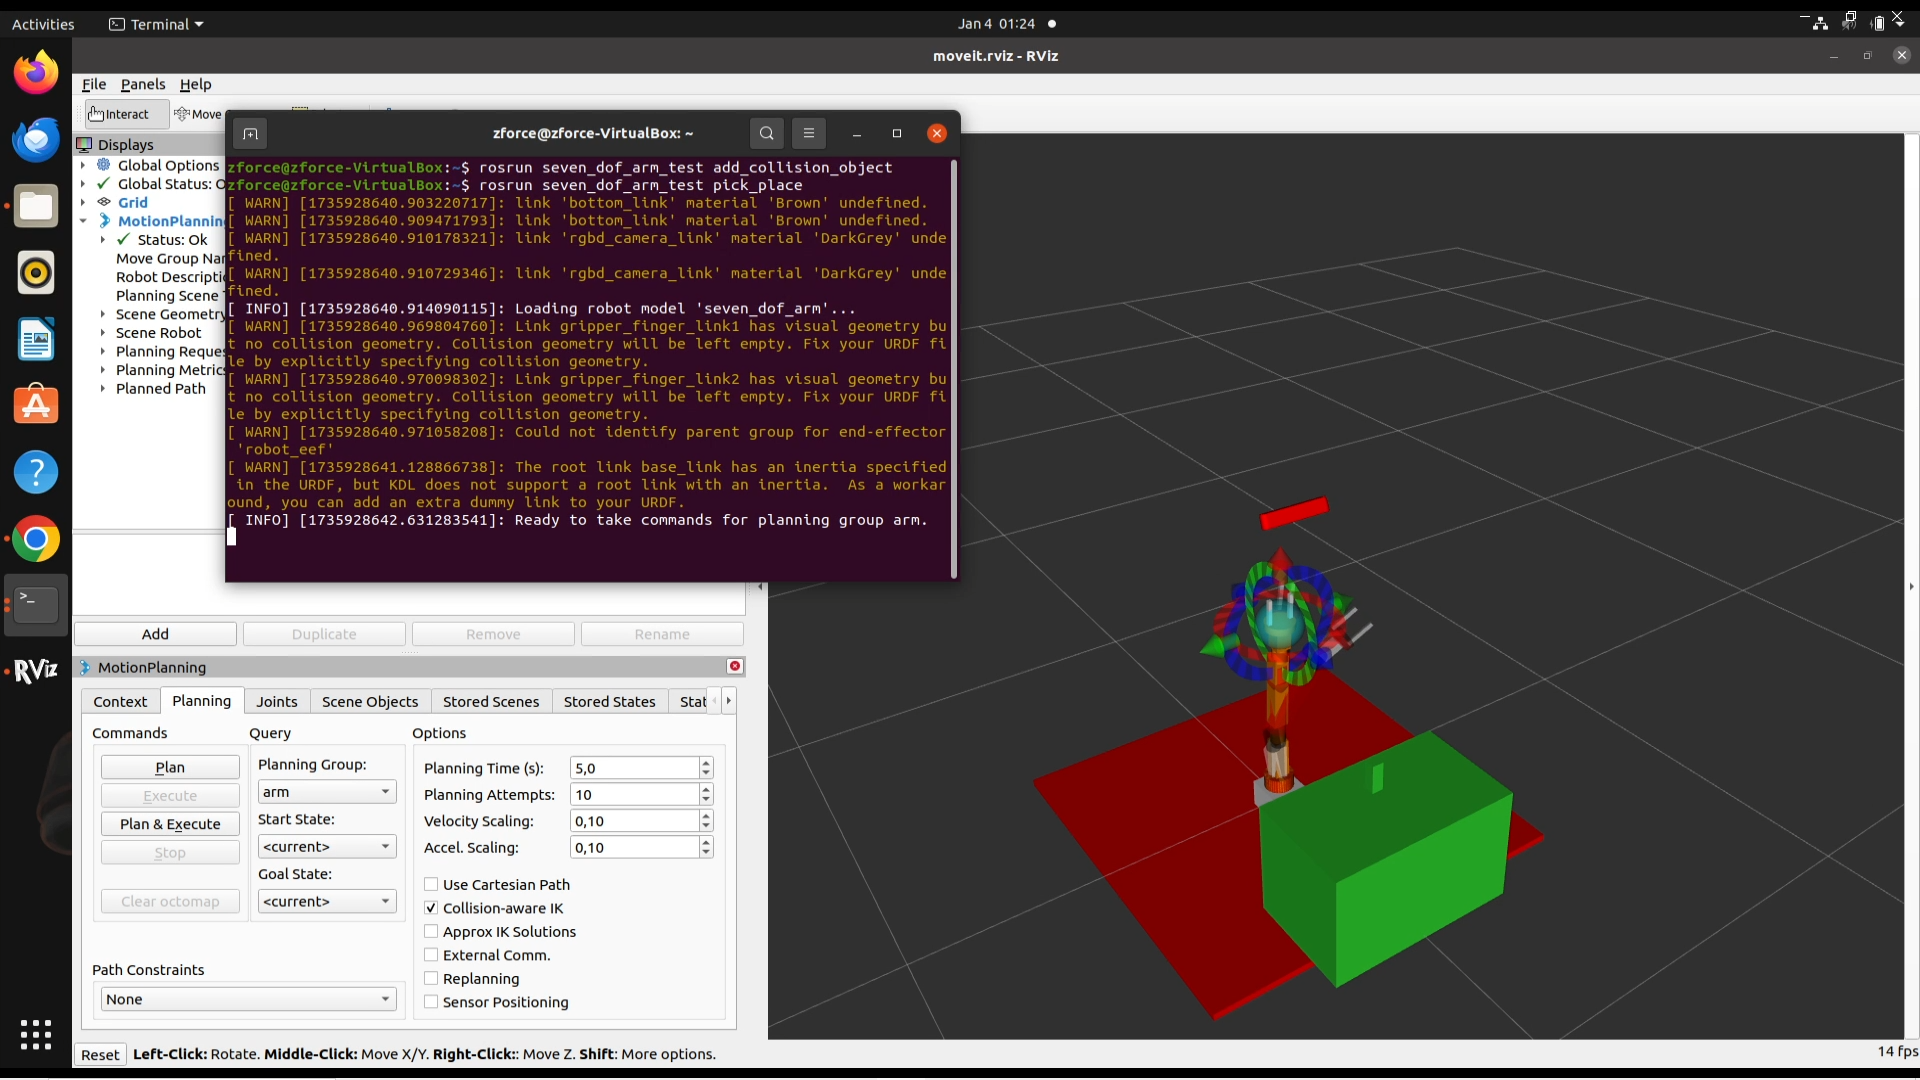 Activities
Terminal
Jan 4 01:24
moveit.rviz - RViz
File Panels Help
Interact
Move
Displays
Global Options
Global Status: O
Grid
MotionPlannin
Status: Ok
Move Group Nar
Robot Descripti
Planning Scene
Scene Geometry
Scene Robot
Planning Reque
Planning Metric
Planned Path
zforce@zforce-VirtualBox: ~
zforce@zforce-VirtualBox:~$ rosrun seven_dof_arm_test add_collision_object
zforce@zforce-VirtualBox:~$ rosrun seven_dof_arm_test pick_place
[ WARN] [1735928640.903220717]: link 'bottom_link' material 'Brown' undefined.
[ WARN] [1735928640.909471793]: link 'bottom_link' material 'Brown' undefined.
[ WARN] [1735928640.910178321]: link 'rgbd_camera_link' material 'DarkGrey' unde
fined.
[ WARN] [1735928640.910729346]: link 'rgbd_camera_link' material 'DarkGrey' unde
fined.
[ INFO] [1735928640.914090115]: Loading robot model 'seven_dof_arm'...
[ WARN] [1735928640.969804760]: Link gripper_finger_link1 has visual geometry bu
t no collision geometry. Collision geometry will be left empty. Fix your URDF fi
le by explicitly specifying collision geometry.
[ WARN] [1735928640.970098302]: Link gripper_finger_link2 has visual geometry bu
t no collision geometry. Collision geometry will be left empty. Fix your URDF fi
le by explicitly specifying collision geometry.
[ WARN] [1735928640.971058208]: Could not identify parent group for end-effector
'robot_eef'
[ WARN] [1735928641.128866738]: The root link base_link has an inertia specified
in the URDF, but KDL does not support a root link with an inertia.  As a workar
ound, you can add an extra dummy link to your URDF.
[ INFO] [1735928642.631283541]: Ready to take commands for planning group arm.
RViz
Add Duplicate Remove Rename
MotionPlanning
Context Planning Joints Scene Objects Stored Scenes Stored States Stat
Commands Query Options
Plan
Execute
Plan & Execute
Stop
Clear octomap
Planning Group:
arm
Start State:
<current>
Goal State:
<current>
Planning Time (s): 5,0
Planning Attempts: 10
Velocity Scaling: 0,10
Accel. Scaling: 0,10
Use Cartesian Path
Collision-aware IK
Approx IK Solutions
External Comm.
Replanning
Sensor Positioning
Path Constraints
None
Reset Left-Click: Rotate. Middle-Click: Move X/Y. Right-Click:: Move Z. Shift: More options.
14 fps